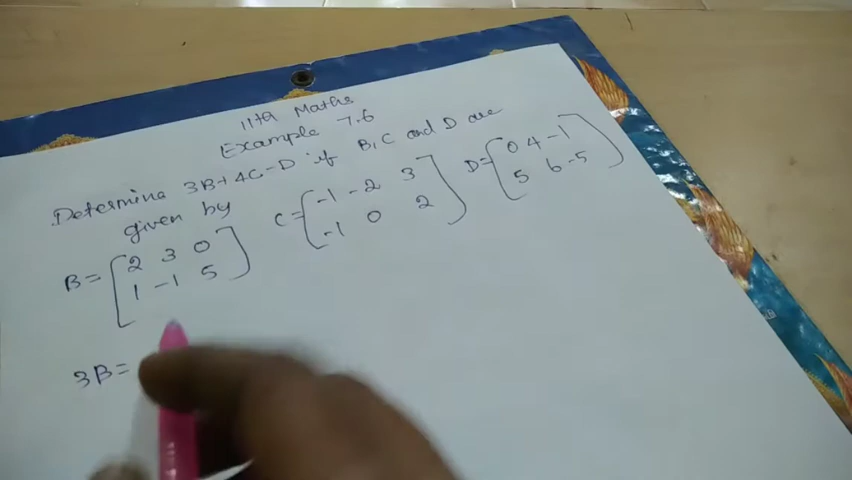 11th Maths
Example 7.6
Determine 3B+4C-D if B, C and D are
given by
B = [2 3 0
1 -1 5]
C = [-1 -2 3
-1 0 2]
D = [0 4 -1
5 6 -5]
3B =